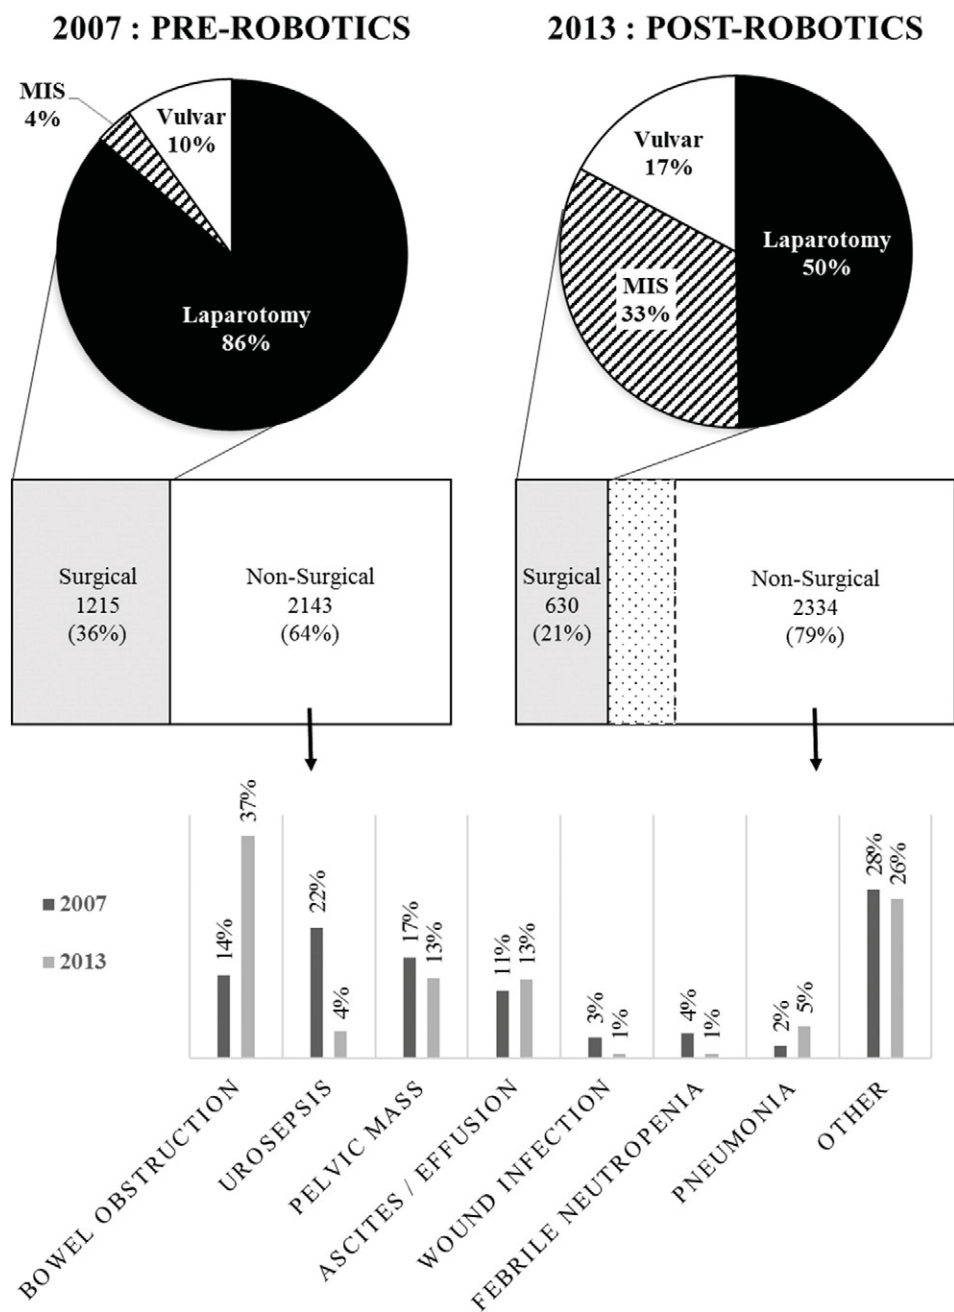 2007 : PRE-ROBOTICS
2013 : POST-ROBOTICS
MIS
4%
Vulvar
10%
Laparotomy
86%
Vulvar
17%
Laparotomy
50%
MIS
33%
Surgical
1215
(36%)
Non-Surgical
2143
(64%)
Surgical
630
(21%)
Non-Surgical
2334
(79%)
2007
2013
14%
37%
22%
4%
17%
13%
11%
13%
3%
1%
4%
1%
2%
5%
28%
26%
BOWEL OBSTRUCTION
UROSEPSIS
PELVIC MASS
ASCITES / EFFUSION
WOUND INFECTION
FEBRILE NEUTROPENIA
PNEUMONIA
OTHER